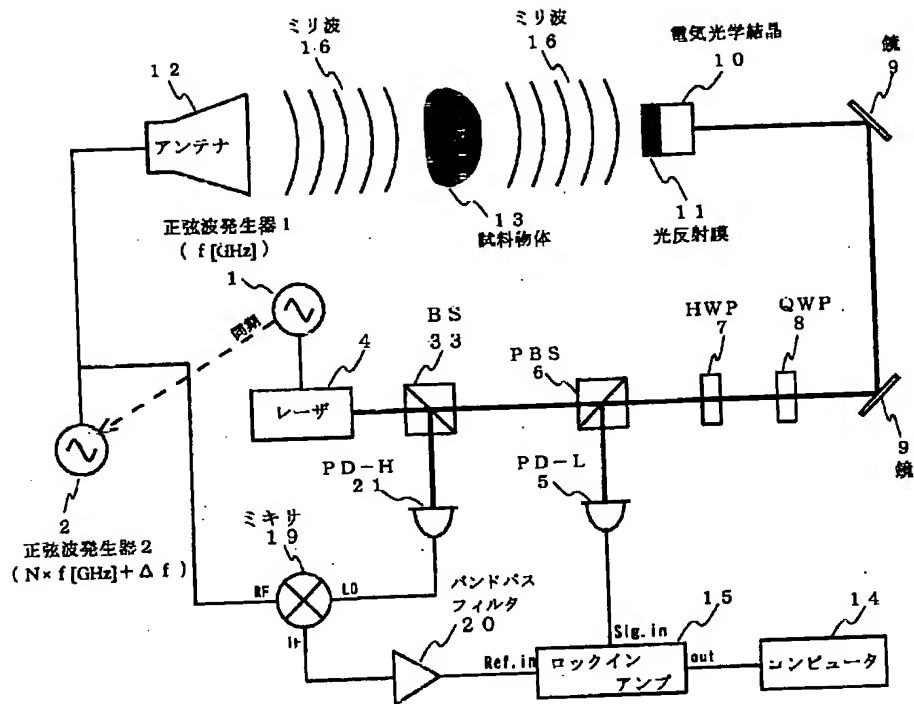 ミリ波
16
ミリ波
16
電気光学結晶
10
鏡
9
12
アンテナ
13
試料物体
11
光反射膜
正弦波発生器1
( f [GHz] )
1
同期
4
レーザ
BS
33
PBS
6
HWP
7
QWP
8
9
鏡
PD-H
21
PD-L
5
2
正弦波発生器2
( N× f [GHz]+Δ f )
ミキサ
19
RF
LO
IF
バンドパス
フィルタ
20
Ref.in
Sig.in
15
ロックイン
アンプ
out
14
コンピュータ